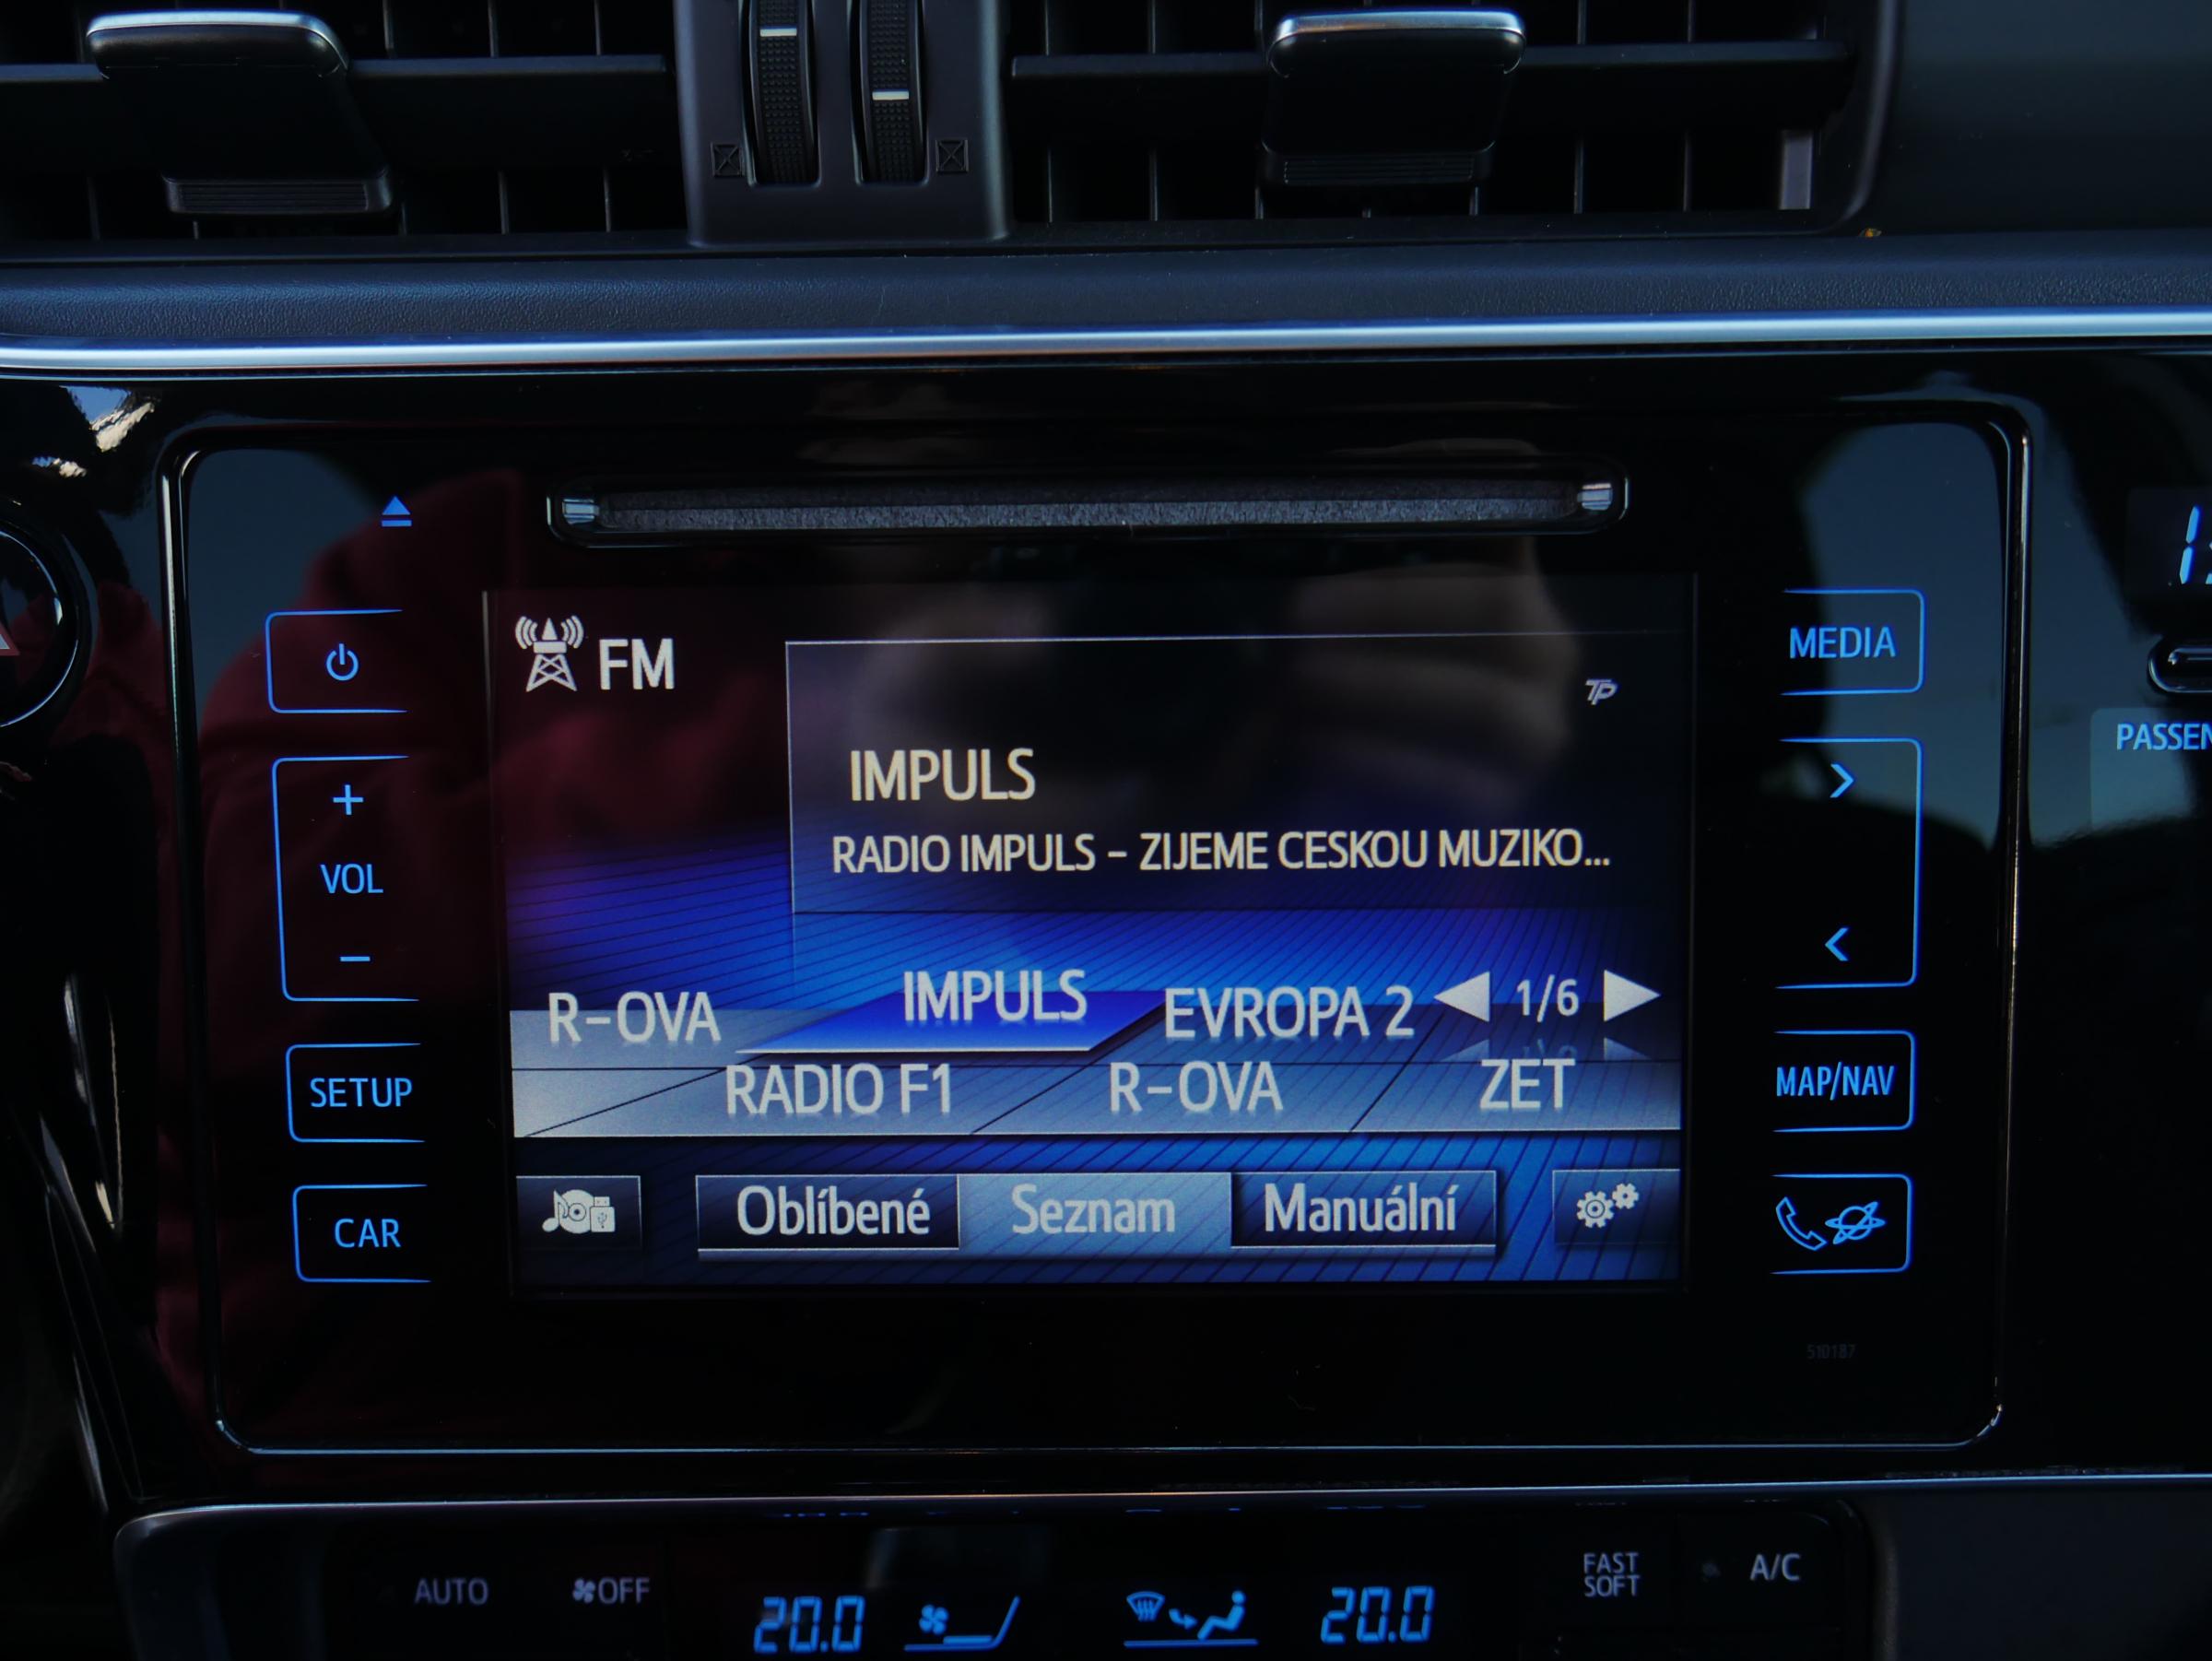 FM
TP
MEDIA
IMPULS
RADIO IMPULS - ZIJEME CESKOU MUZIKO...
VOL
R-OVA
IMPULS
EVROPA 2
1/6
RADIO F1
R-OVA
ZET
SETUP
MAP/NAV
CAR
Oblíbené
Seznam
Manuální
510187
AUTO
OFF
20.0
20.0
FAST
SOFT
A/C